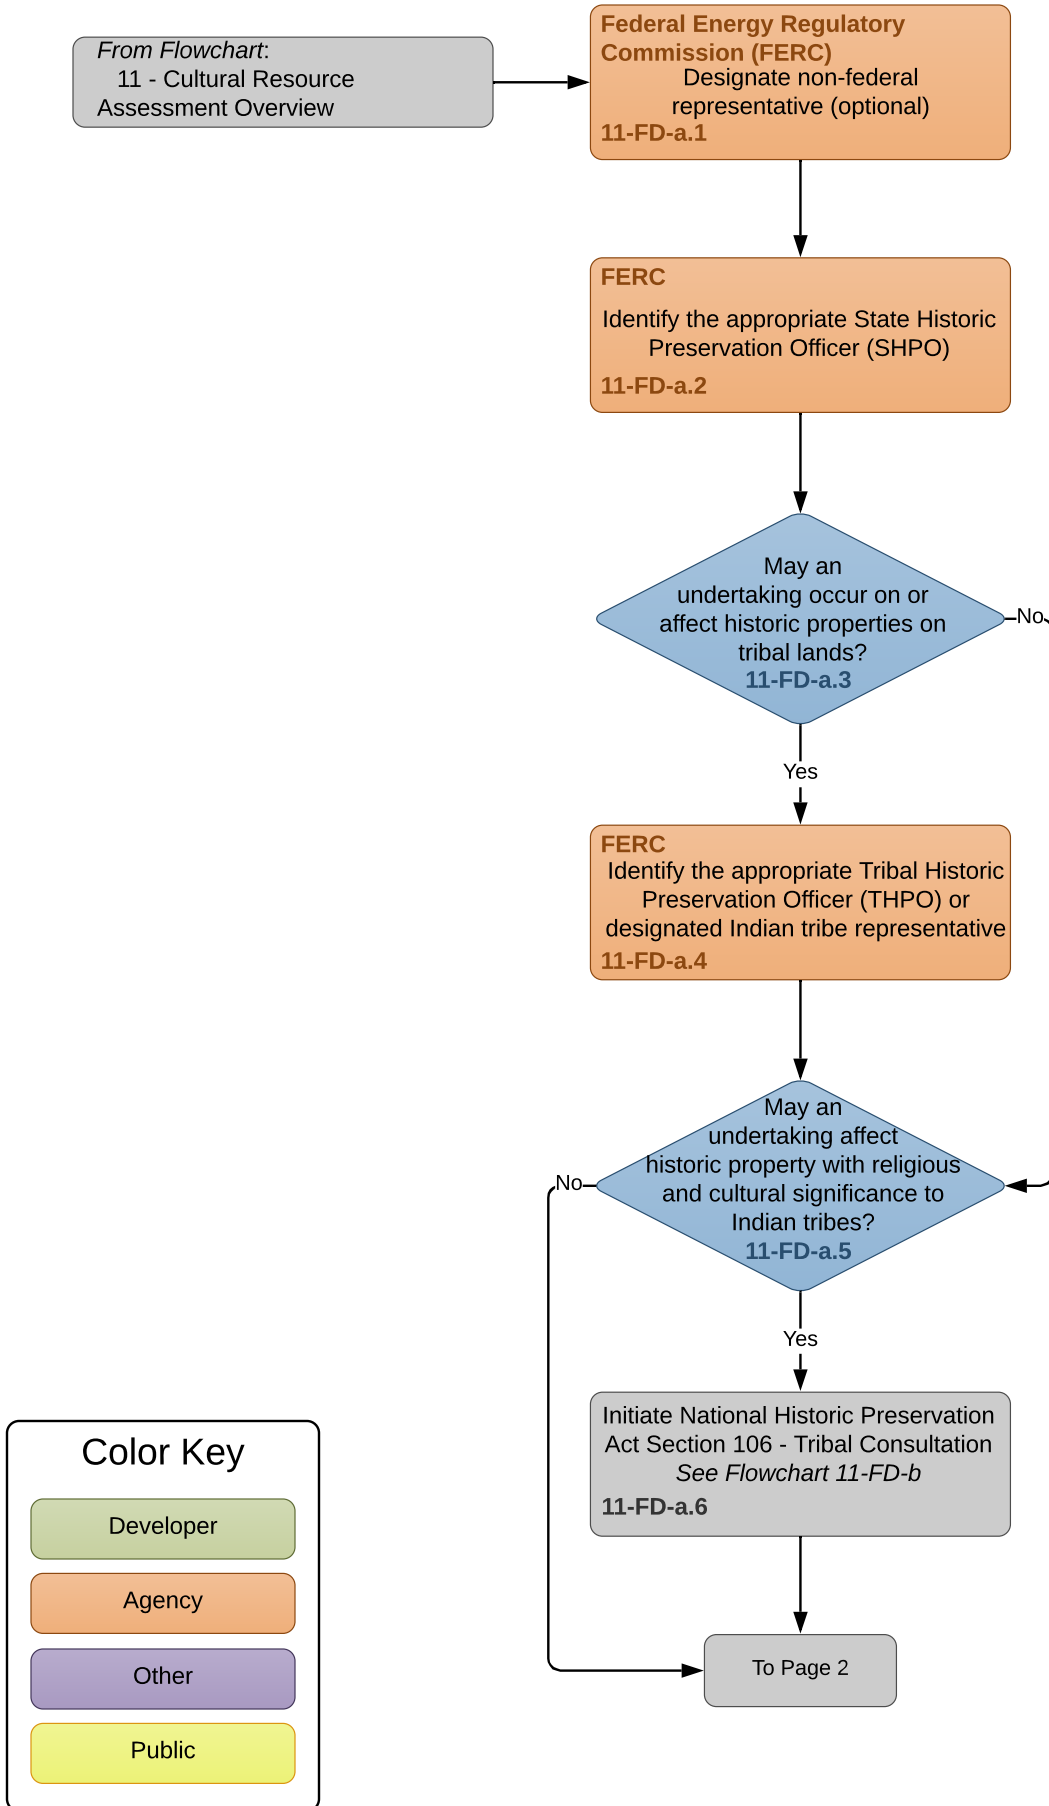 From Flowchart:
11 - Cultural Resource
Assessment Overview
Federal Energy Regulatory
Commission (FERC)
Designate non-federal
representative (optional)
11-FD-a.1
FERC
Identify the appropriate State Historic
Preservation Officer (SHPO)
11-FD-a.2
May an
undertaking occur on or
affect historic properties on
tribal lands?
11-FD-a.3
No
Yes
FERC
Identify the appropriate Tribal Historic
Preservation Officer (THPO) or
designated Indian tribe representative
11-FD-a.4
May an
undertaking affect
historic property with religious
and cultural significance to
Indian tribes?
11-FD-a.5
No
Yes
Initiate National Historic Preservation
Act Section 106 - Tribal Consultation
See Flowchart 11-FD-b
11-FD-a.6
To Page 2
Color Key
Developer
Agency
Other
Public